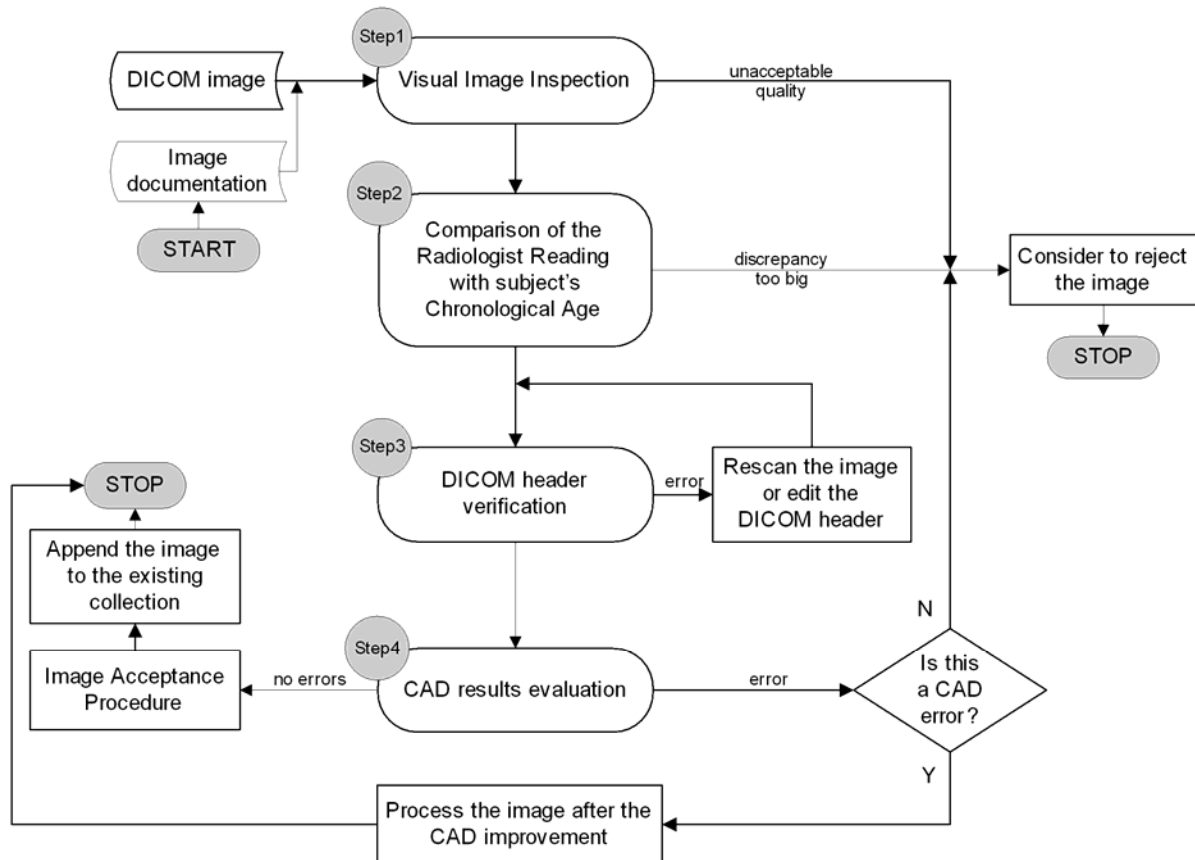 Step1
DICOM image
Visual Image Inspection
unacceptable
quality
Image
documentation
START
Step2
Comparison of the
Radiologist Reading
with subject's
Chronological Age
discrepancy
too big
Consider to reject
the image
STOP
Step3
DICOM header
verification
error
Rescan the image
or edit the
DICOM header
STOP
Append the image
to the existing
collection
Image Acceptance
Procedure
no errors
Step4
CAD results evaluation
error
N
Is this
a CAD
error?
Y
Process the image after the
CAD improvement